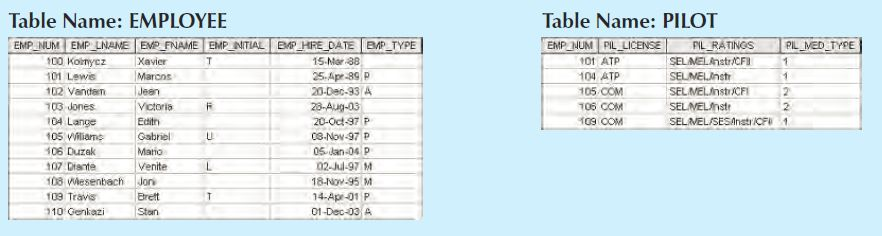 Table Name: EMPLOYEE
EMP_NUM EMP_LNAME EMP_FNAME EMP_INITIAL EMP_HIRE_DATE EMP_TYPE
100 Kolmycz Xavier T 15-Mar-88
101 Lewis Marcos 25-Apr-89 P
102 Vandam Jean 20-Dec-93 A
103 Jones Victoria R 28-Aug-03
104 Lange Edith 20-Oct-97 P
105 Williams Gabriel U 08-Nov-97 P
106 Duzak Mario 05-Jan-04 P
107 Diante Venite L 02-Jul-97 M
108 Wiesenbach Joni 18-Nov-95 M
109 Travis Brett T 14-Apr-01 P
110 Genkazi Stan 01-Dec-03 A
Table Name: PILOT
EMP_NUM PIL_LICENSE PIL_RATINGS PIL_MED_TYPE
101 ATP SEL/MEL/Instr/CFII 1
104 ATP SEL/MEL/Instr 1
105 COM SEL/MEL/Instr/CFI 2
106 COM SEL/MEL/Instr 2
109 COM SEL/MEL/SES/Instr/CFII 1